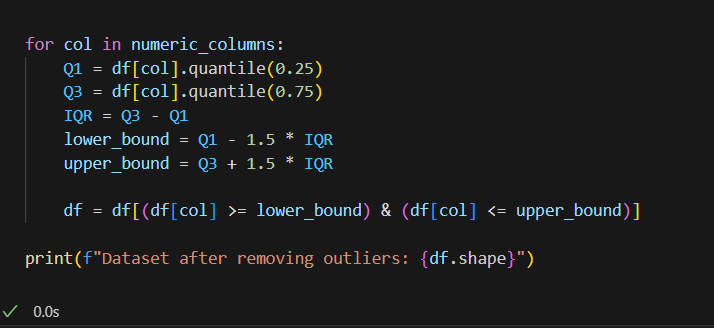 for col in numeric_columns:
    Q1 = df[col].quantile(0.25)
    Q3 = df[col].quantile(0.75)
    IQR = Q3 - Q1
    lower_bound = Q1 - 1.5 * IQR
    upper_bound = Q3 + 1.5 * IQR
    df = df[(df[col] >= lower_bound) & (df[col] <= upper_bound)]
print(f"Dataset after removing outliers: {df.shape}")
0.0s